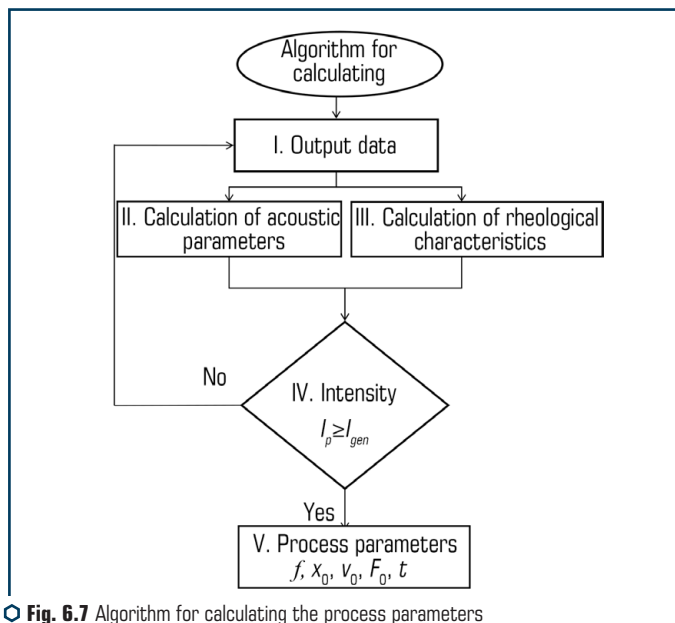 Algorithm for
calculating
I. Output data
II. Calculation of acoustic
parameters
III. Calculation of rheological
characteristics
No
IV. Intensity
Iₚ≥I_gen
Yes
V. Process parameters
f, x₀, v₀, F₀, t
Fig. 6.7 Algorithm for calculating the process parameters